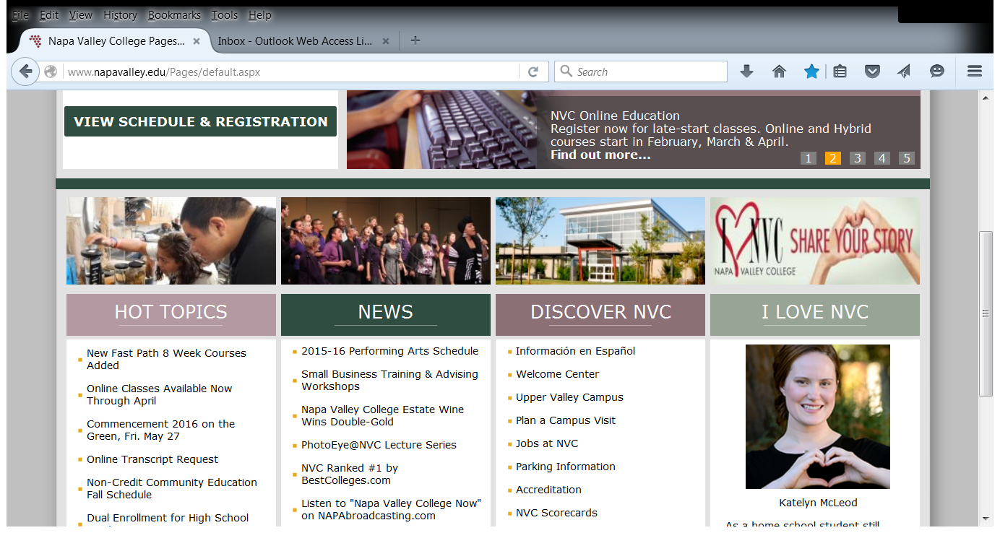 File Edit View History Bookmarks Tools Help
Napa Valley College Pages...
Inbox - Outlook Web Access Li...
www.napavalley.edu/Pages/default.aspx
Search
VIEW SCHEDULE & REGISTRATION
NVC Online Education
Register now for late-start classes. Online and Hybrid
courses start in February, March & April.
Find out more...
1 2 3 4 5
I NVC SHARE YOUR STORY
NAPA VALLEY COLLEGE
HOT TOPICS
New Fast Path 8 Week Courses
Added
Online Classes Available Now
Through April
Commencement 2016 on the
Green, Fri. May 27
Online Transcript Request
Non-Credit Community Education
Fall Schedule
Dual Enrollment for High School
NEWS
2015-16 Performing Arts Schedule
Small Business Training & Advising
Workshops
Napa Valley College Estate Wine
Wins Double-Gold
PhotoEye@NVC Lecture Series
NVC Ranked #1 by
BestColleges.com
Listen to "Napa Valley College Now"
on NAPAbroadcasting.com
DISCOVER NVC
Información en Español
Welcome Center
Upper Valley Campus
Plan a Campus Visit
Jobs at NVC
Parking Information
Accreditation
NVC Scorecards
I LOVE NVC
Katelyn McLeod
As a home school student still